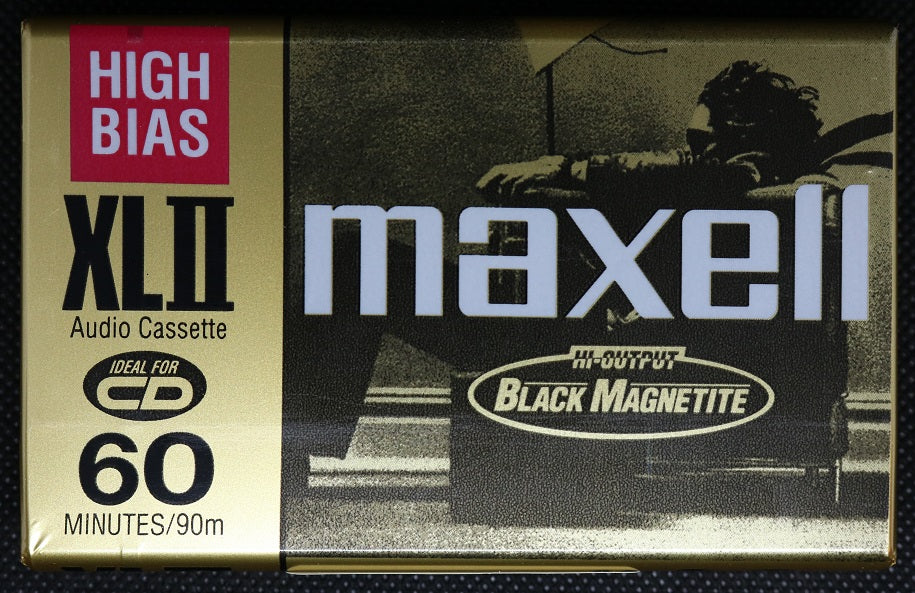 HIGH
BIAS
XLII
Audio Cassette
IDEAL FOR
CD
60
MINUTES/90m
maxell
HI-OUTPUT
BLACK MAGNETITE